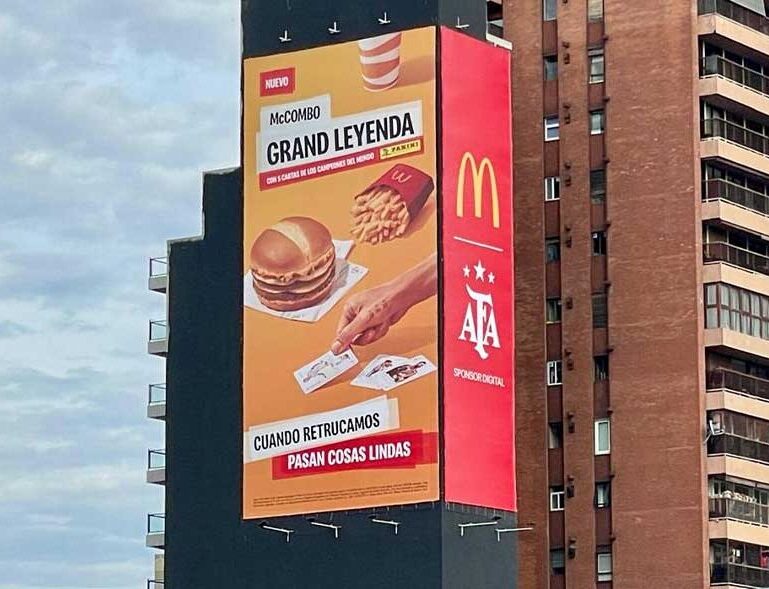 NUEVO
McCOMBO
GRAND LEYENDA
CON 5 CARTAS DE LOS CAMPEONES DEL MUNDO PANINI
CUANDO RETRUCAMOS
PASAN COSAS LINDAS
AFA
SPONSOR DIGITAL